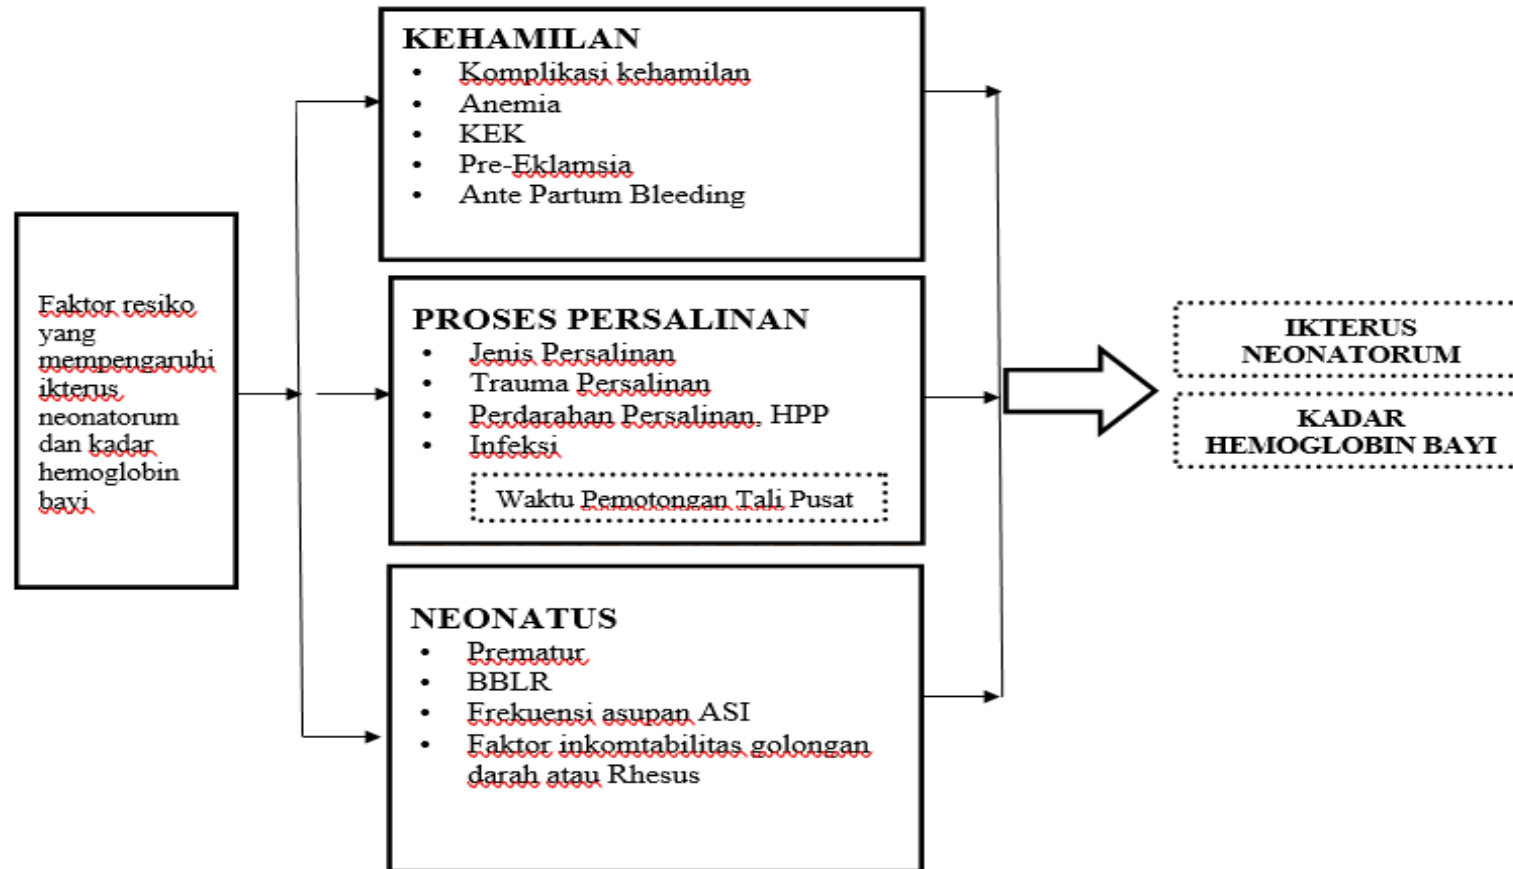 Faktor resiko
yang
mempengaruhi
ikterus
neonatorum
dan kadar
hemoglobin
bayi
KEHAMILAN
• Komplikasi kehamilan
• Anemia
• KEK
• Pre-Eklamsia
• Ante Partum Bleeding
PROSES PERSALINAN
• Jenis Persalinan
• Trauma Persalinan
• Perdarahan Persalinan, HPP
• Infeksi
Waktu Pemotongan Tali Pusat
NEONATUS
• Prematur
• BBLR
• Frekuensi asupan ASI
• Faktor inkomtabilitas golongan
darah atau Rhesus
IKTERUS
NEONATORUM
KADAR
HEMOGLOBIN BAYI